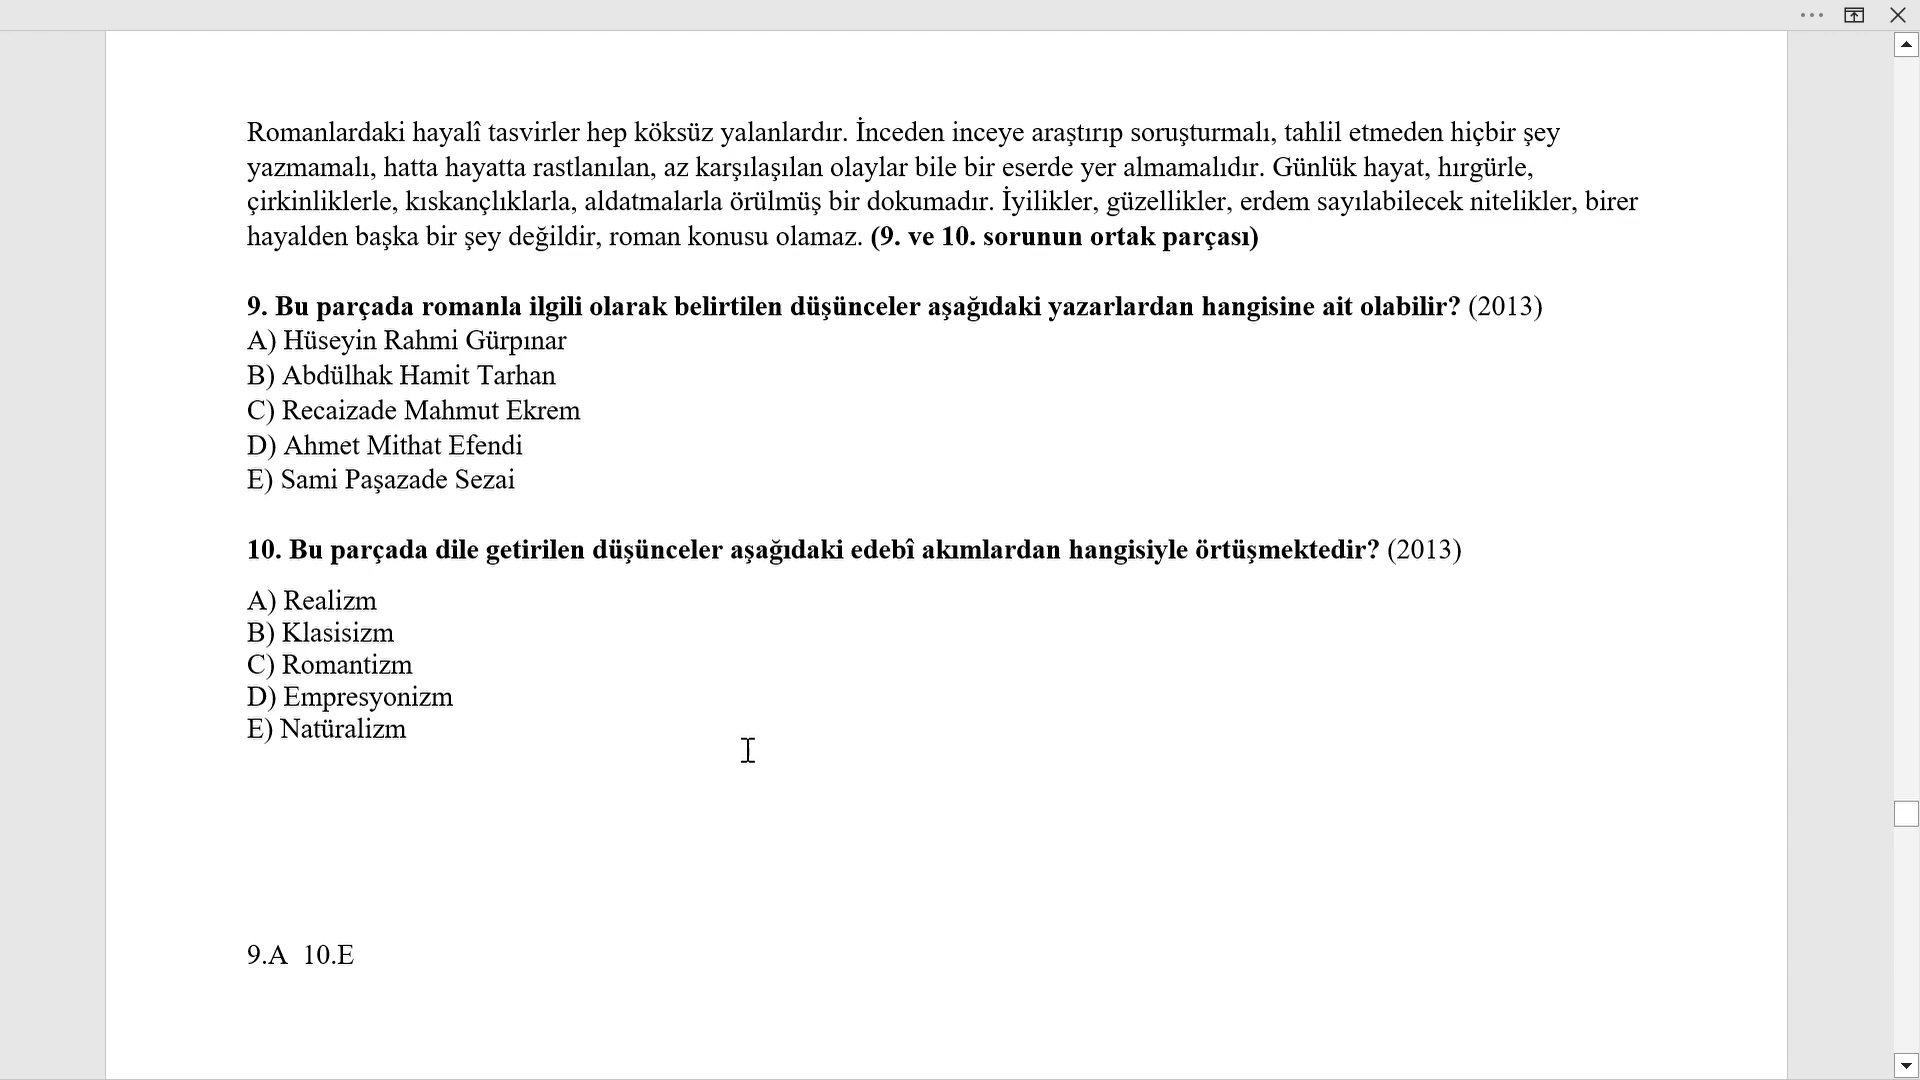 Romanlardaki hayalî tasvirler hep köksüz yalanlardır. İnceden inceye araştırıp soruşturmalı, tahlil etmeden hiçbir şey
yazmamalı, hatta hayatta rastlanılan, az karşılaşılan olaylar bile bir eserde yer almamalıdır. Günlük hayat, hırgürle,
çirkinliklerle, kıskançlıklarla, aldatmalarla örülmüş bir dokumadır. İyilikler, güzellikler, erdem sayılabilecek nitelikler, birer
hayalden başka bir şey değildir, roman konusu olamaz. (9. ve 10. sorunun ortak parçası)
9. Bu parçada romanla ilgili olarak belirtilen düşünceler aşağıdaki yazarlardan hangisine ait olabilir? (2013)
A) Hüseyin Rahmi Gürpınar
B) Abdülhak Hamit Tarhan
C) Recaizade Mahmut Ekrem
D) Ahmet Mithat Efendi
E) Sami Paşazade Sezai
10. Bu parçada dile getirilen düşünceler aşağıdaki edebî akımlardan hangisiyle örtüşmektedir? (2013)
A) Realizm
B) Klasisizm
C) Romantizm
D) Empresyonizm
E) Natüralizm
9.A  10.E